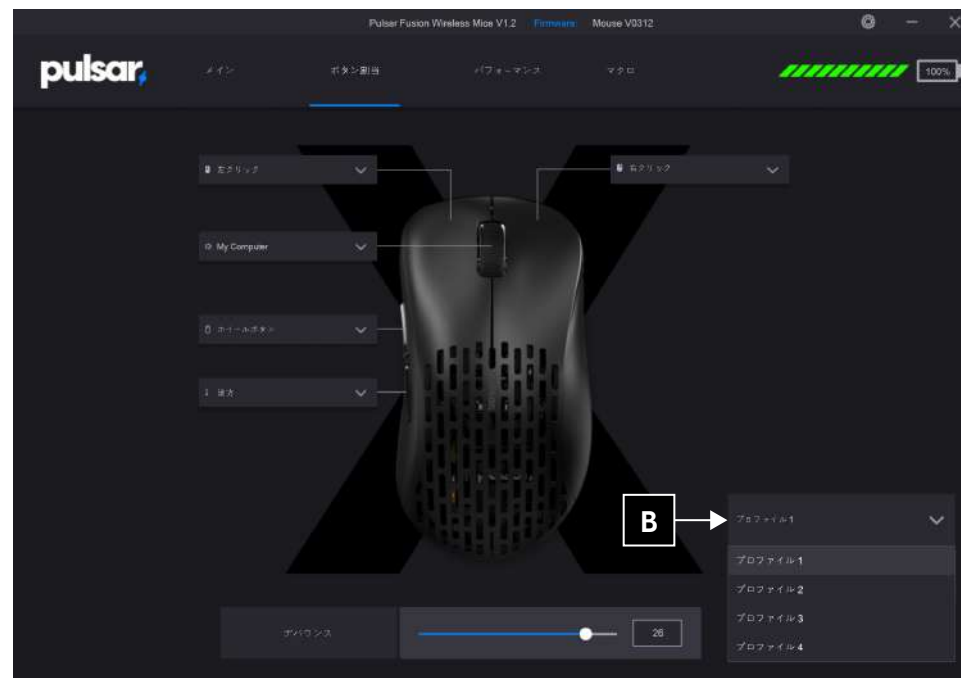 Pulsar Fusion Wireless Mice V1.2 Firmware: Mouse V0312
pulsar
メイン ボタン割当 パフォーマンス マクロ
100%
左クリック 右クリック
My Computer
ホイールボタン
後方
B プロファイル1
プロファイル1
プロファイル2
プロファイル3
プロファイル4
デバウンス 26